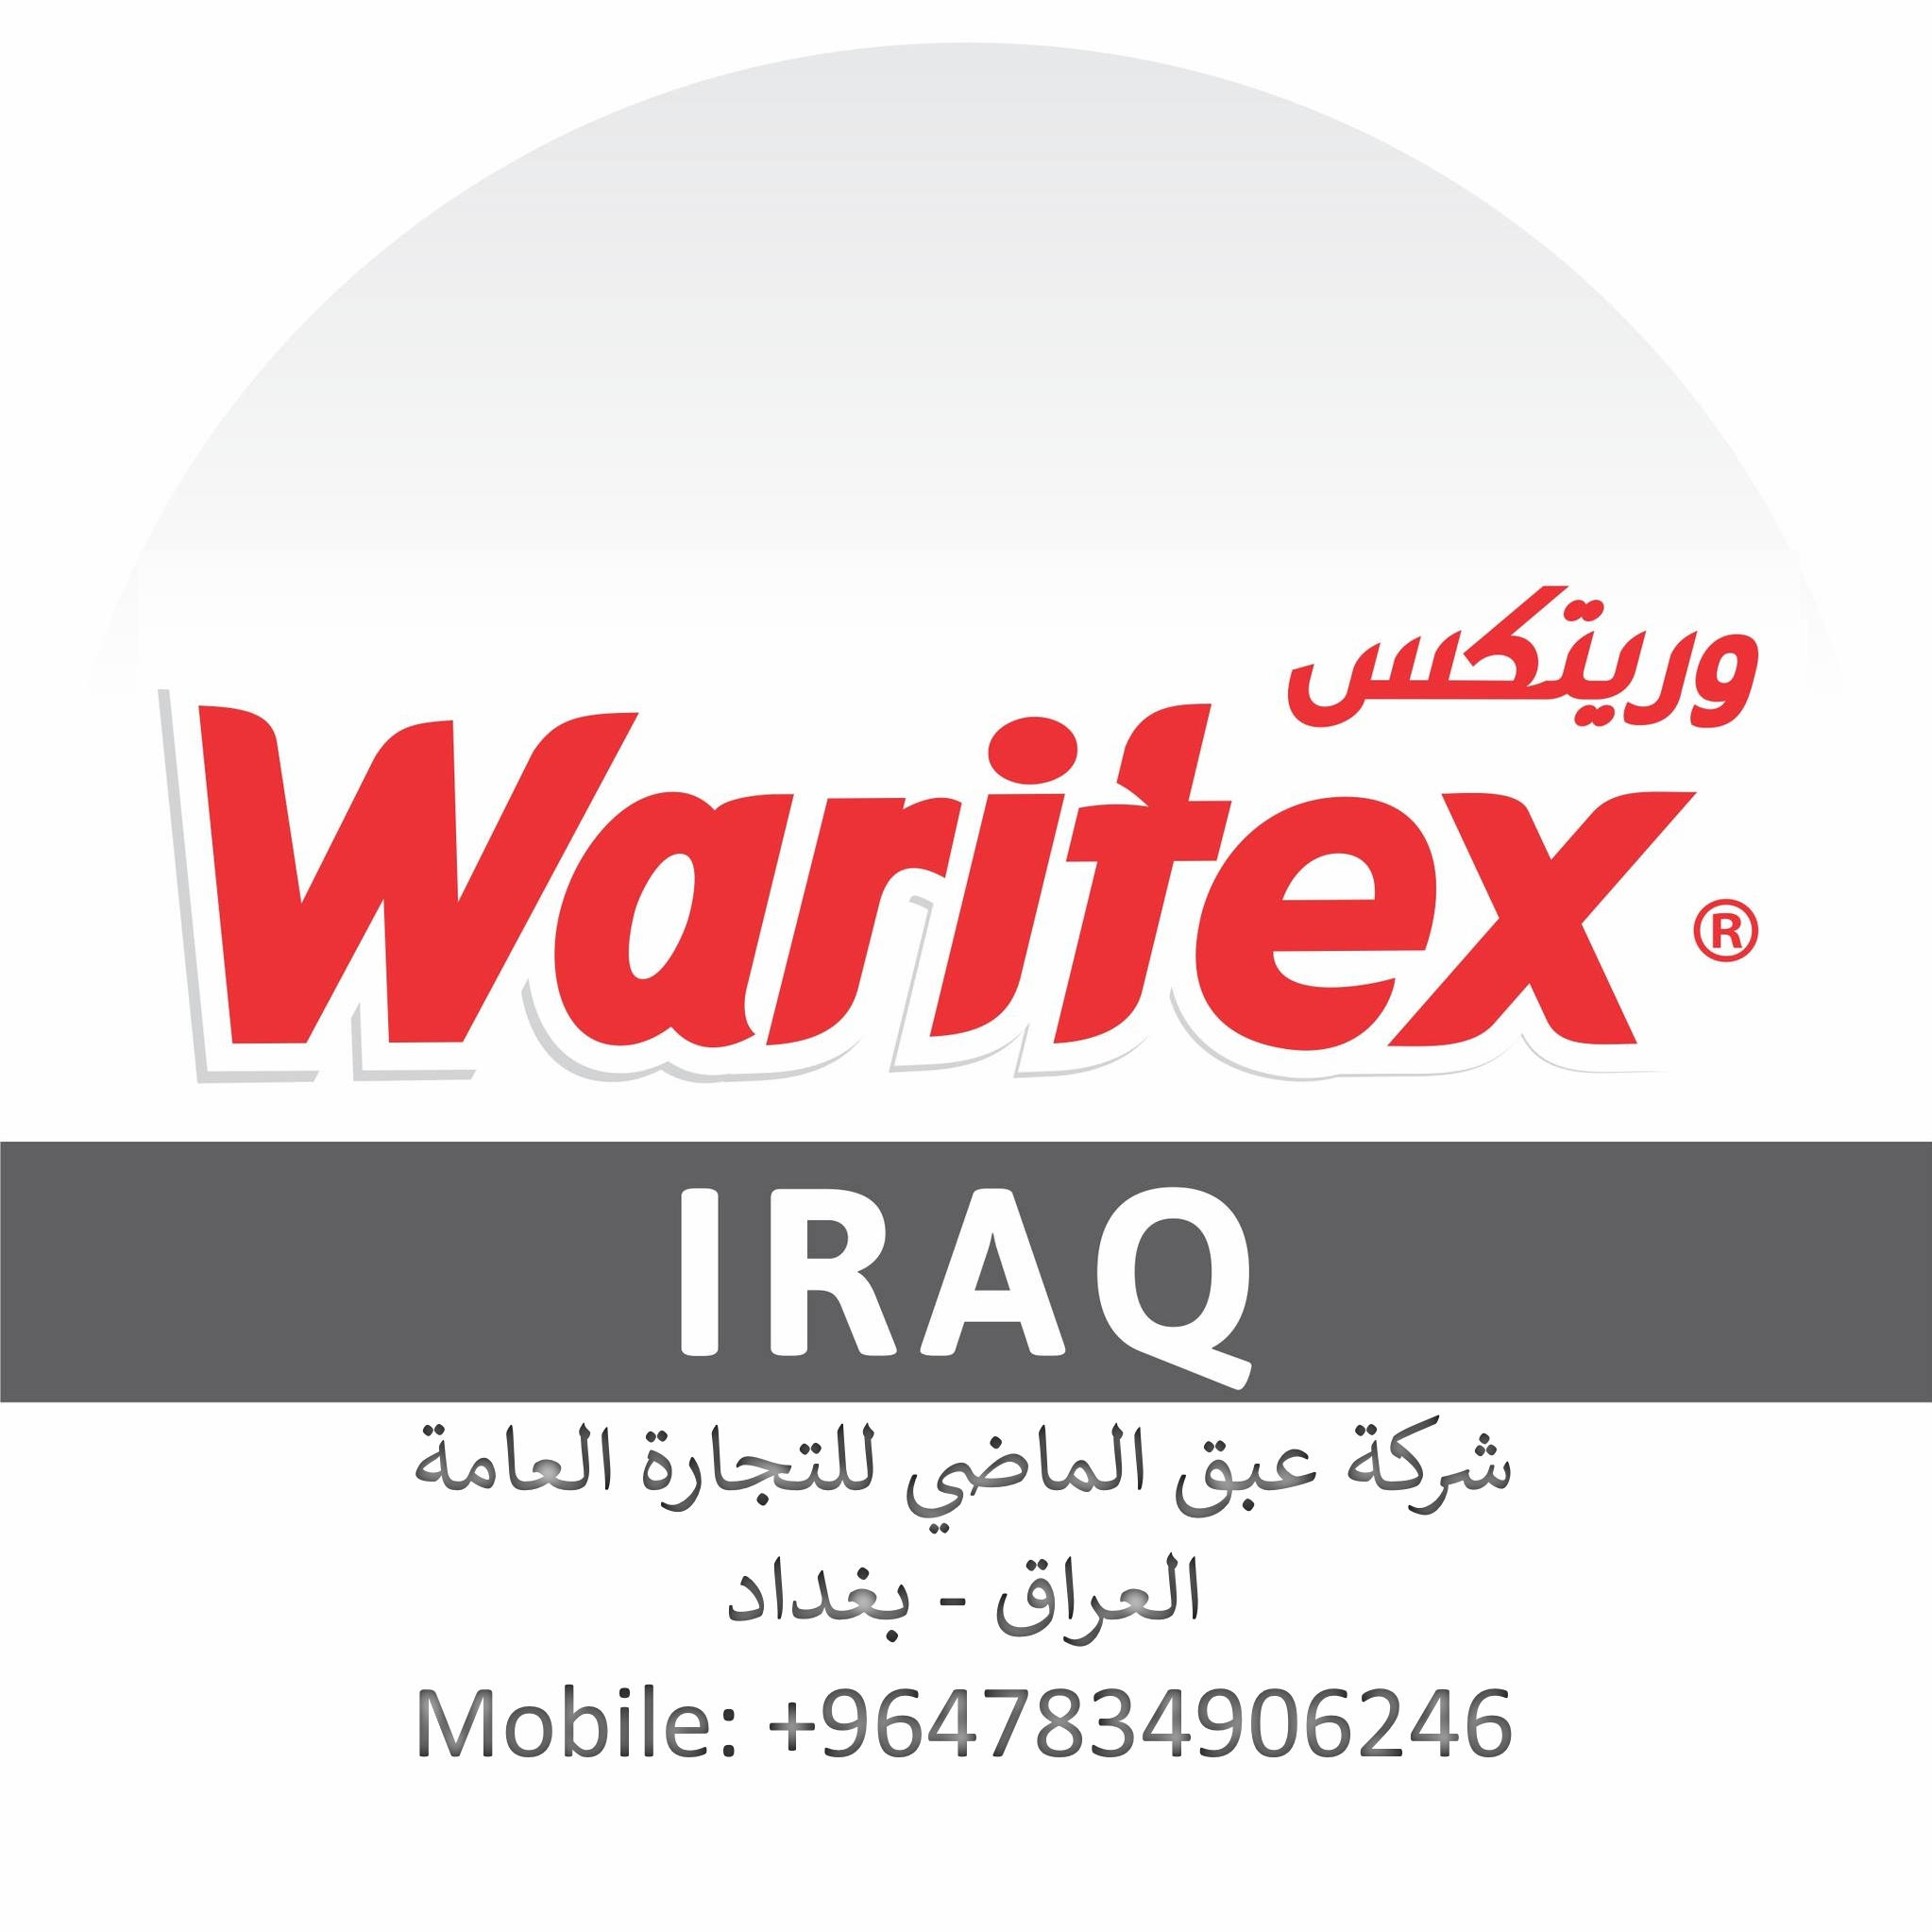 وريتكس
Waritex ®
IRAQ
شركة عبق الماضي للتجارة العامة
العراق - بغداد
Mobile: +9647834906246